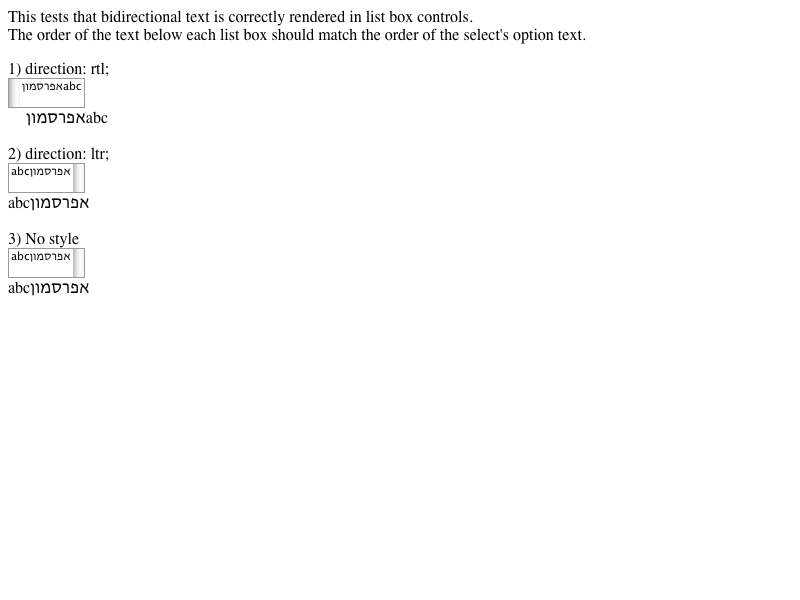 This tests that bidirectional text is correctly rendered in list box controls.
The order of the text below each list box should match the order of the select's option text.
1) direction: rtl;
abcאפרסמון
abcאפרסמון
2) direction: ltr;
abcאפרסמון
abcאפרסמון
3) No style
abcאפרסמון
abcאפרסמון